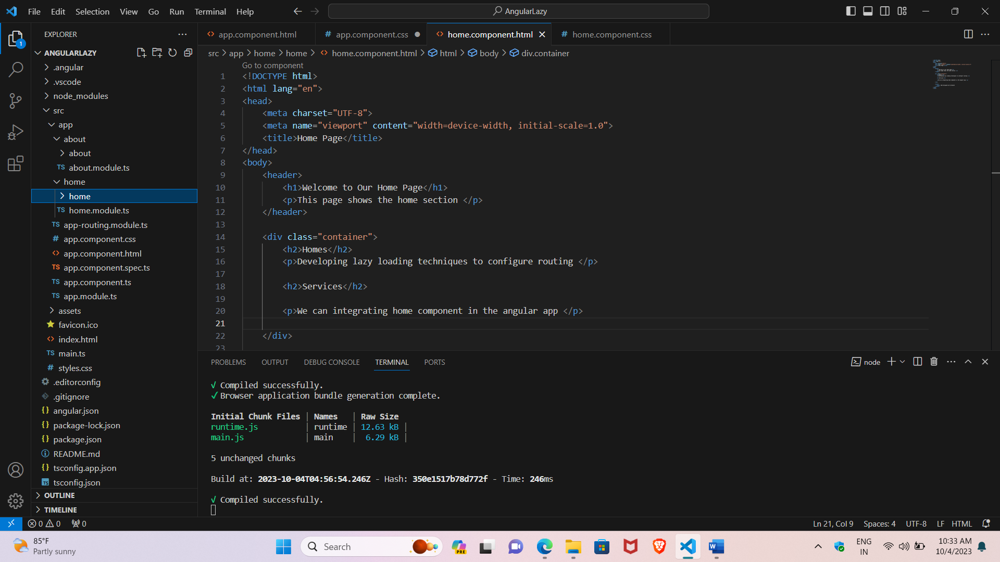 File Edit Selection View Go Run Terminal Help
AngularLazy
1
EXPLORER
ANGULARLAZY
.angular
.vscode
node_modules
src
app
about
about
TS about.module.ts
home
home
TS home.module.ts
TS app-routing.module.ts
# app.component.css
<> app.component.html
TS app.component.spec.ts
TS app.component.ts
TS app.module.ts
assets
favicon.ico
<> index.html
TS main.ts
# styles.css
.editorconfig
.gitignore
{} angular.json
{} package-lock.json
{} package.json
README.md
{} tsconfig.app.json
TS tsconfig.json
OUTLINE
TIMELINE
<> app.component.html # app.component.css ● <> home.component.html × # home.component.css
src > app > home > home > <> home.component.html > html > body > div.container
Go to component
1 <!DOCTYPE html>
2 <html lang="en">
3 <head>
4 <meta charset="UTF-8">
5 <meta name="viewport" content="width=device-width, initial-scale=1.0">
6 <title>Home Page</title>
7 </head>
8 <body>
9 <header>
10 <h1>Welcome to Our Home Page</h1>
11 <p>This page shows the home section </p>
12 </header>
13
14 <div class="container">
15 <h2>Homes</h2>
16 <p>Developing lazy loading techniques to configure routing </p>
17
18 <h2>Services</h2>
19
20 <p>We can integrating home component in the angular app </p>
21
22 </div>
23
PROBLEMS OUTPUT DEBUG CONSOLE TERMINAL PORTS
node
√ Compiled successfully.
✓ Browser application bundle generation complete.
Initial Chunk Files | Names | Raw Size
runtime.js | runtime | 12.63 kB |
main.js | main | 6.29 kB |
5 unchanged chunks
Build at: 2023-10-04T04:56:54.246Z - Hash: 350e1517b78d772f - Time: 246ms
√ Compiled successfully.
0 0 0
Ln 21, Col 9 Spaces: 4 UTF-8 LF HTML
85°F
Partly sunny
Search
PRE
W
ENG
IN
10:33 AM
10/4/2023